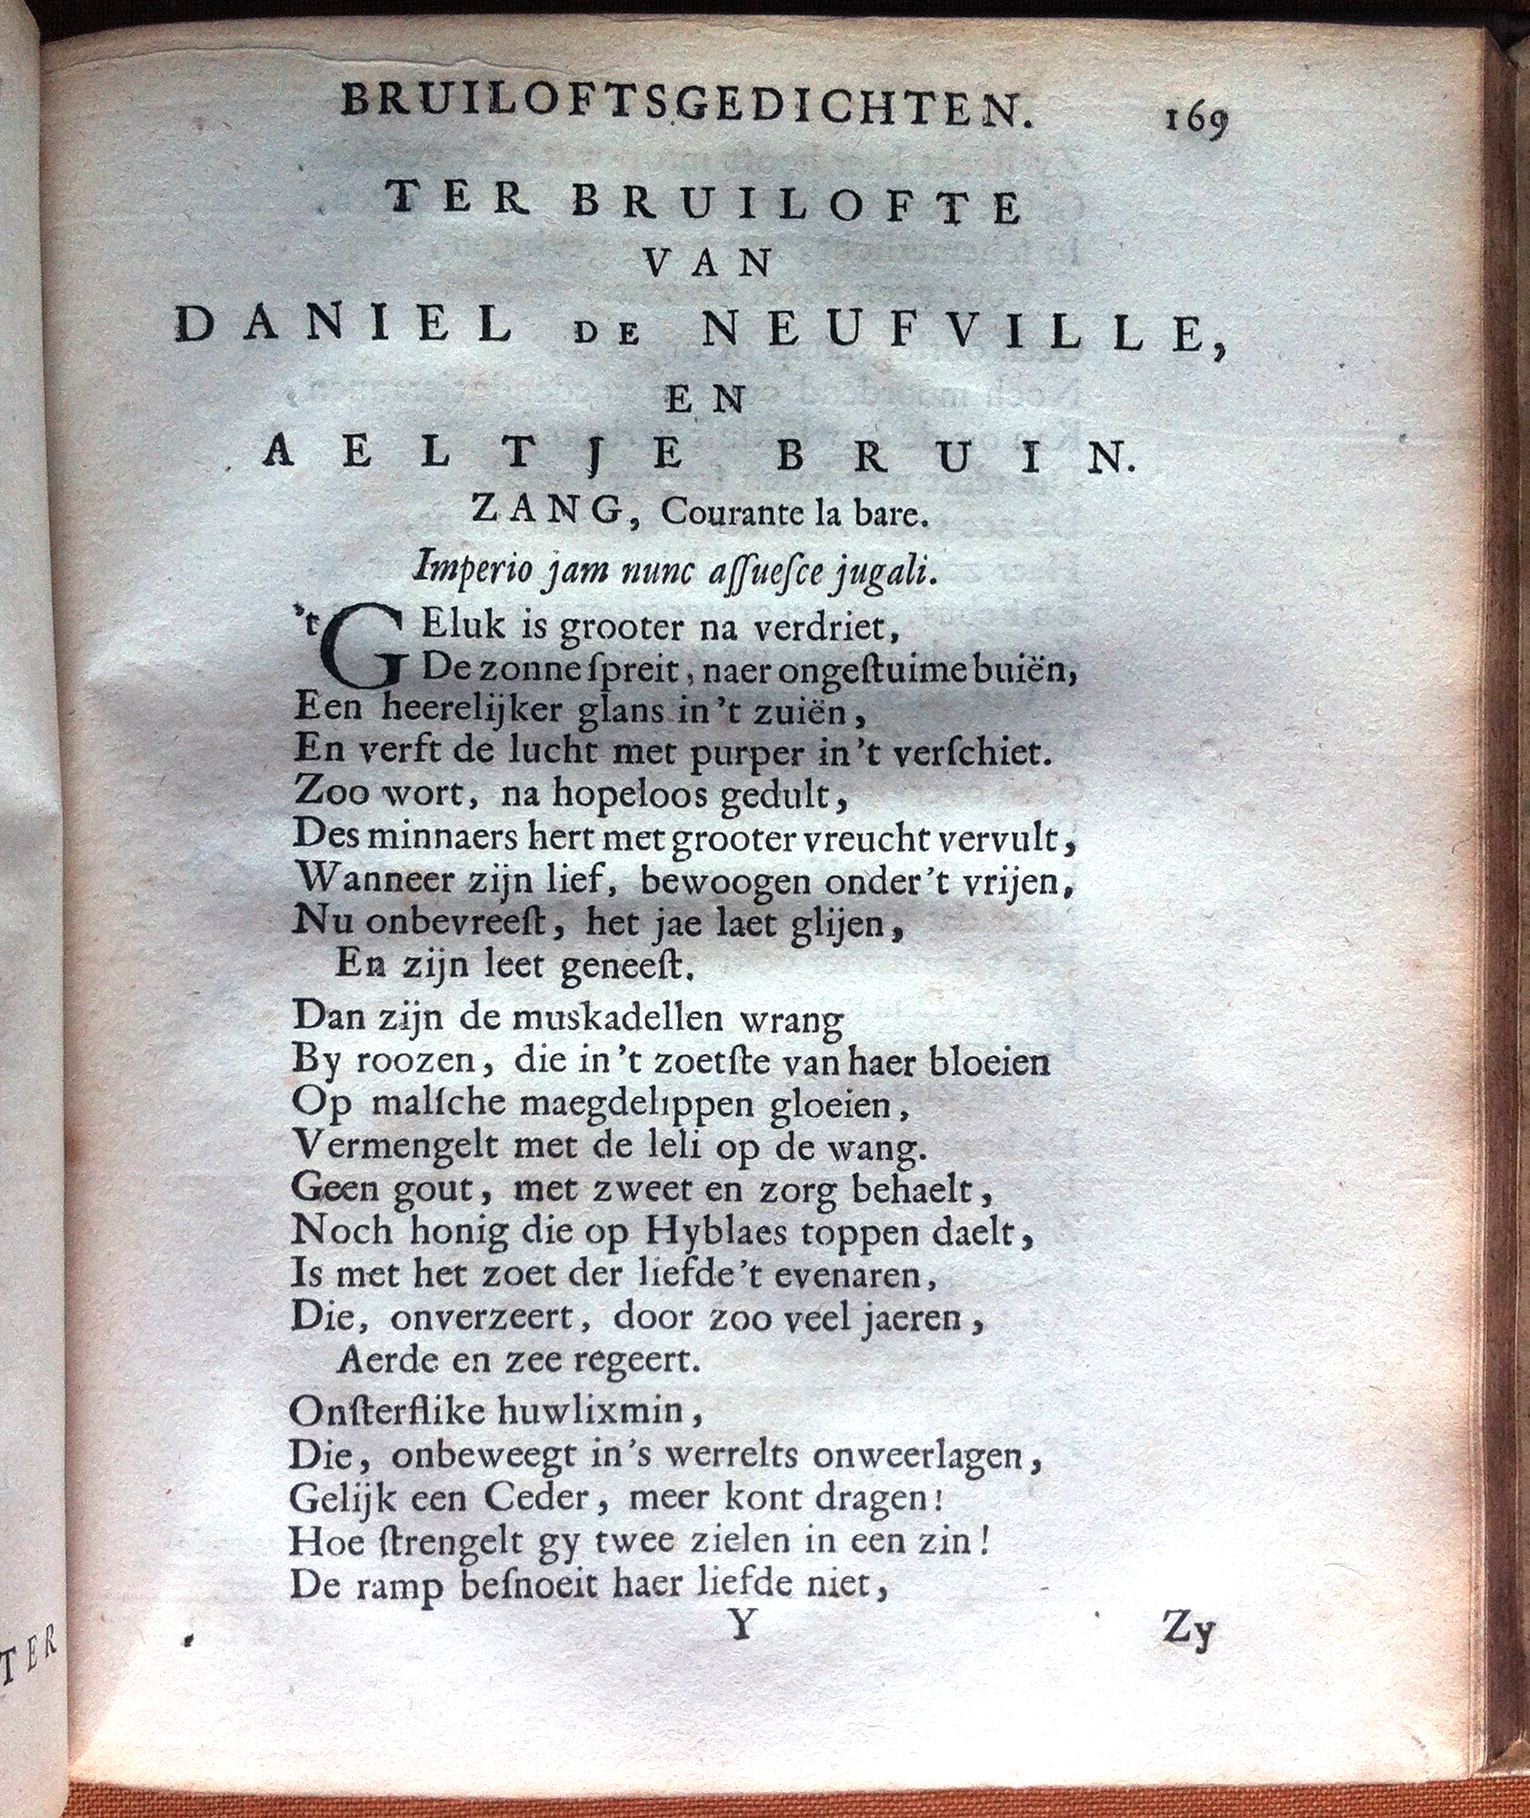 BRUILOFTSGEDICHTEN. 169
TER BRUILOFTE
VAN
DANIEL DE NEUFVILLE,
EN
AELTJE BRUIN.
ZANG, Courante la bare.
Imperio jam nunc aſſueſce jugali.
'tGEluk is grooter na verdriet,
De zonne ſpreit, naer ongeſtuime buiën,
Een heerelijker glans in 't zuiën,
En verft de lucht met purper in 't verſchiet.
Zoo wort, na hopeloos gedult,
Des minnaers hert met grooter vreucht vervult,
Wanneer zijn lief, bewoogen onder 't vrijen,
Nu onbevreeſt, het jae laet glijen,
En zijn leet geneeſt.
Dan zijn de muskadellen wrang
By roozen, die in 't zoetſte van haer bloeien
Op malſche maegdelippen gloeien,
Vermengelt met de leli op de wang.
Geen gout, met zweet en zorg behaelt,
Noch honig die op Hyblaes toppen daelt,
Is met het zoet der liefde 't evenaren,
Die, onverzeert, door zoo veel jaeren,
Aerde en zee regeert.
Onſterflike huwlixmin,
Die, onbeweegt in 's werrelts onweerlagen,
Gelijk een Ceder, meer kont dragen!
Hoe ſtrengelt gy twee zielen in een zin!
De ramp beſnoeit haer liefde niet,
Y Zy
TER